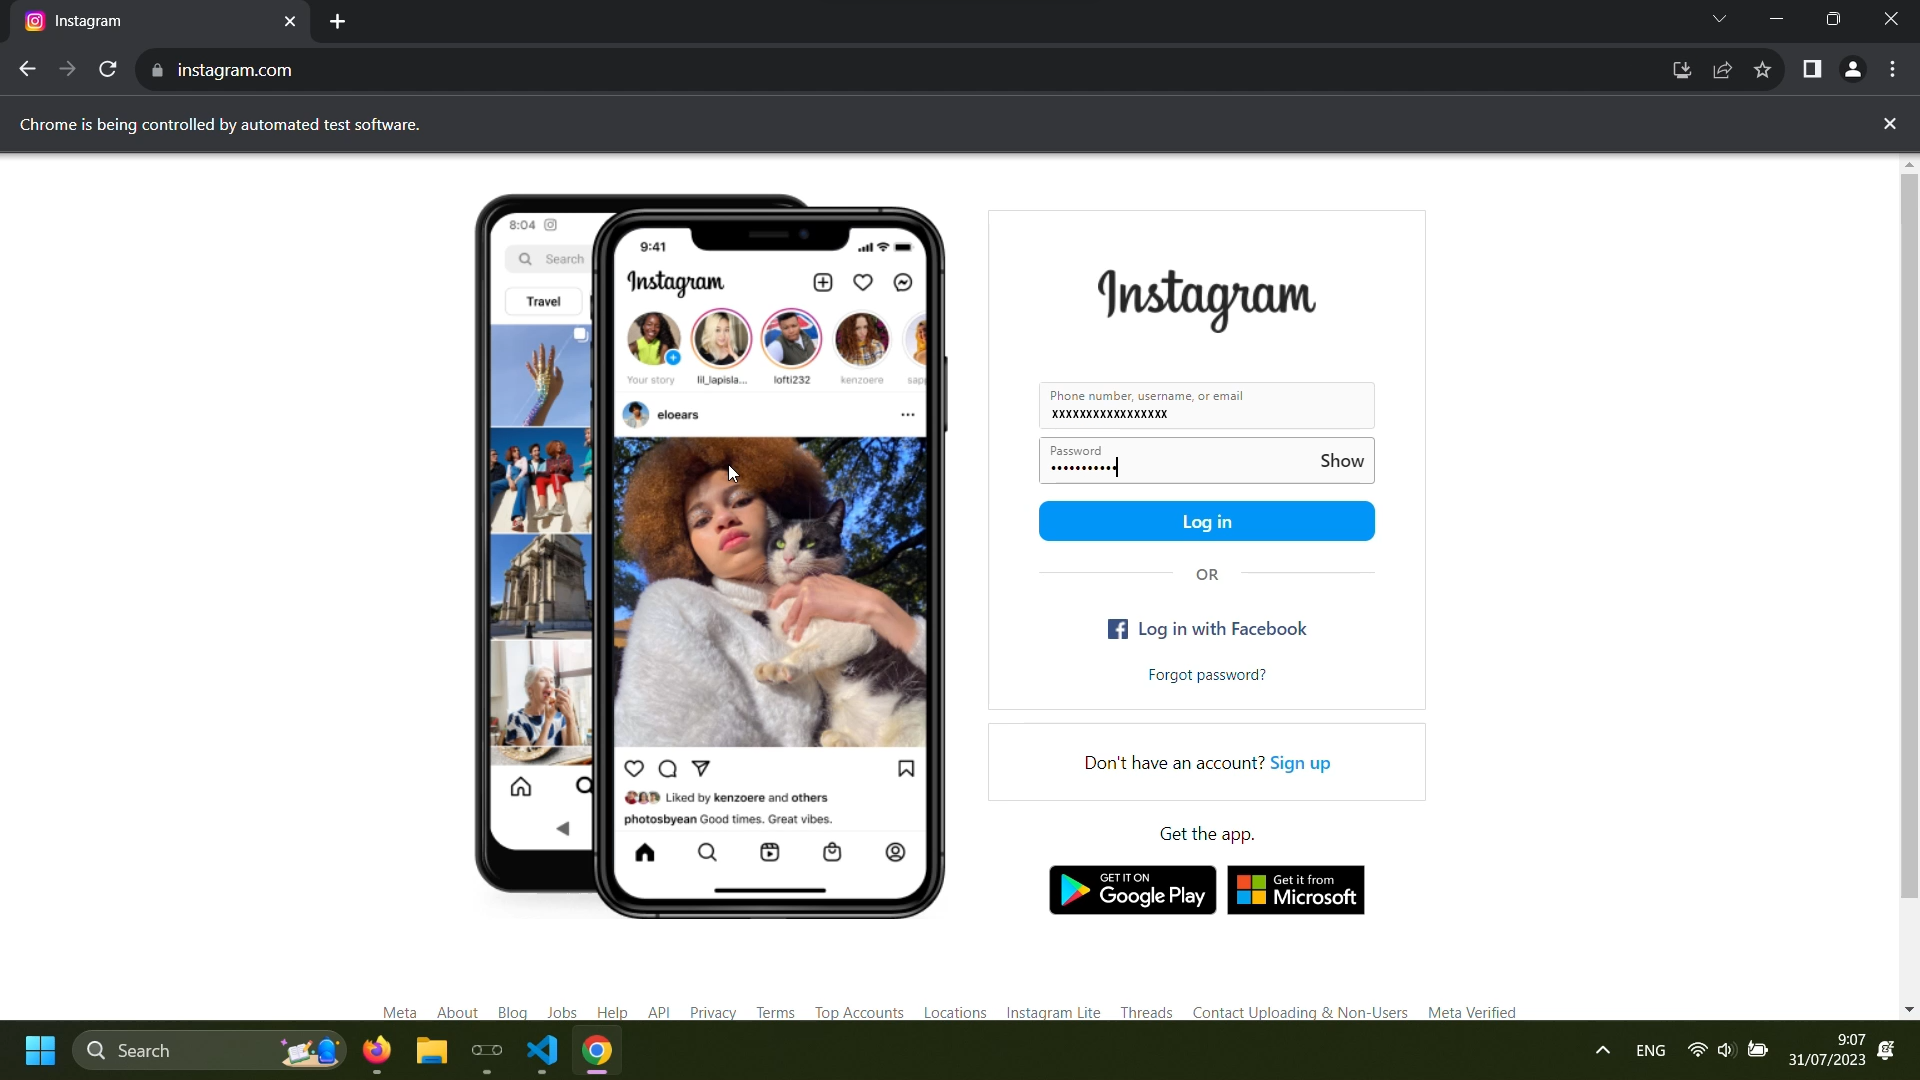 Instagram
instagram.com
Chrome is being controlled by automated test software.
8:04
Search
Travel
9:41
Instagram
Your story lil_lapisla... lofti232 kenzoere sap
eloears
Liked by kenzoere and others
photosbyean Good times. Great vibes.
Instagram
Phone number, username, or email
xxxxxxxxxxxxxxxxx
Password
•••••••••••
Show
Log in
OR
Log in with Facebook
Forgot password?
Don't have an account? Sign up
Get the app.
GET IT ON
Google Play
Get it from
Microsoft
Meta About Blog Jobs Help API Privacy Terms Top Accounts Locations Instagram Lite Threads Contact Uploading & Non-Users Meta Verified
Search
ENG
9:07
31/07/2023